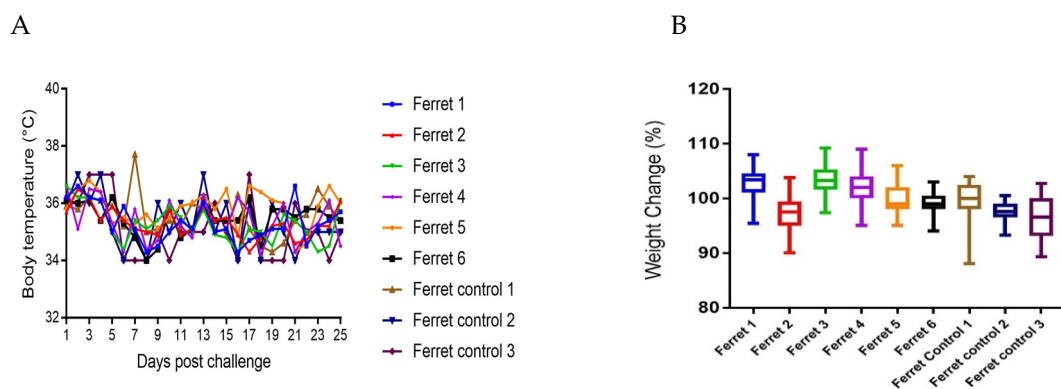 A
B
Body temperature (°C)
40
38
36
34
32
1 3 5 7 9 11 13 15 17 19 21 23 25
Days post challenge
Ferret 1
Ferret 2
Ferret 3
Ferret 4
Ferret 5
Ferret 6
Ferret control 1
Ferret control 2
Ferret control 3
Weight Change (%)
120
110
100
90
80
Ferret 1
Ferret 2
Ferret 3
Ferret 4
Ferret 5
Ferret 6
Ferret Control 1
Ferret control 2
Ferret control 3